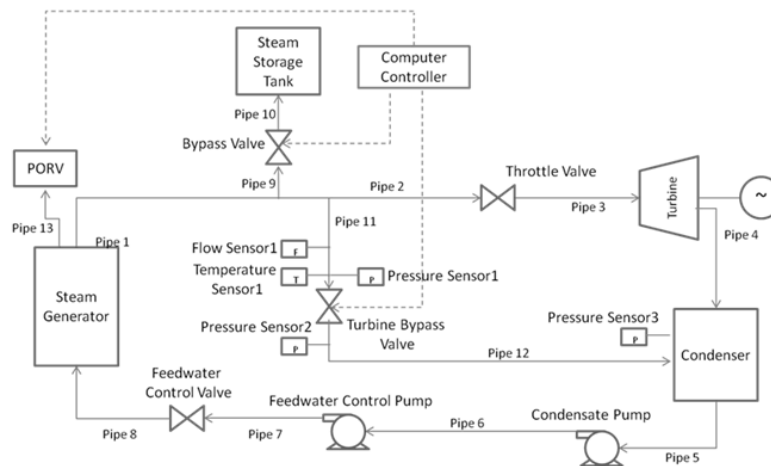 Steam
Storage
Tank
Computer
Controller
Pipe 10
Bypass Valve
PORV
Throttle Valve
Pipe 9
Pipe 2
Turbine
~
Pipe 3
Pipe 13
Pipe 1
Pipe 11
Pipe 4
Flow Sensor1
F
Temperature
Sensor1
T
P
Pressure Sensor1
Steam
Generator
Pressure Sensor2
P
Turbine Bypass
Valve
Pressure Sensor3
P
Condenser
Pipe 12
Feedwater
Control Valve
Feedwater Control Pump
Condensate Pump
Pipe 8
Pipe 7
Pipe 6
Pipe 5